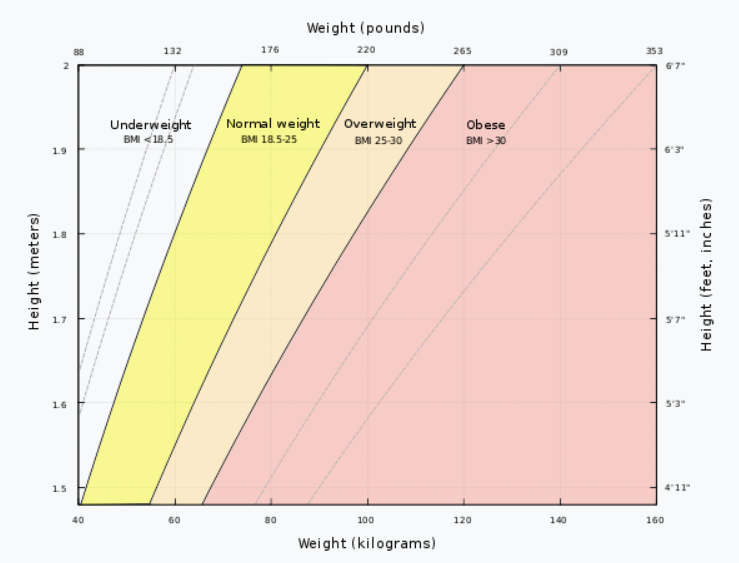 Weight (pounds)
88 132 176 220 265 309 353
2 6'7"
Underweight Normal weight Overweight Obese
BMI <18.5 BMI 18.5-25 BMI 25-30 BMI >30
1.9 6'3"
1.8 5'11"
Height (meters)
Height (feet, inches)
1.7 5'7"
1.6 5'3"
1.5 4'11"
40 60 80 100 120 140 160
Weight (kilograms)